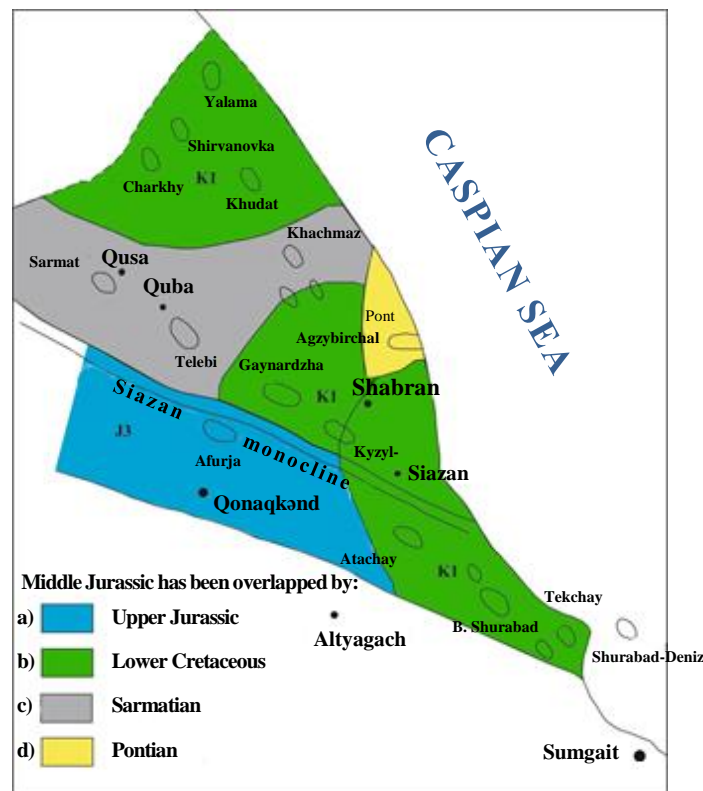 Yalama
Shirvanovka
Charkhy
K1
Khudat
CASPIAN SEA
Khachmaz
Sarmat
Qusa
Quba
Pont
Agzybirchal
Telebi
Gaynardzha
K1
Shabran
Siazan monocline
J3
Kyzyl-
Afurja
Siazan
Qonaqkənd
Atachay
K1
Tekchay
B. Shurabad
Shurabad-Deniz
Altyagach
Sumgait
Middle Jurassic has been overlapped by:
a) Upper Jurassic
b) Lower Cretaceous
c) Sarmatian
d) Pontian